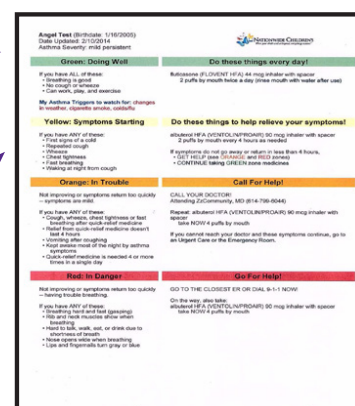 Angel Test (Birthdate: 1/16/2005)
Date Updated: 2/10/2014
Asthma Severity: mild persistent
NATIONWIDE CHILDREN'S
Green: Doing Well
Do these things every day!
If you have ALL of these:
• Breathing is good
• No cough or wheeze
• Can work, play, and exercise
My Asthma Triggers to watch for: changes
in weather, cigarette smoke, colds/flu
fluticasone (FLOVENT HFA) 44 mcg inhaler with spacer
2 puffs by mouth twice a day (rinse mouth with water after use)
Yellow: Symptoms Starting
Do these things to help relieve your symptoms!
If you have ANY of these:
• First signs of a cold
• Repeated cough
• Wheeze
• Chest tightness
• Fast breathing
• Waking at night from cough
albuterol HFA (VENTOLIN/PROAIR) 90 mcg inhaler with spacer
2 puffs by mouth every 4 hours as needed
If symptoms do not go away or return in less than 4 hours,
• GET HELP (see ORANGE and RED zones)
• CONTINUE taking GREEN zone medicines
Orange: In Trouble
Call For Help!
Not improving or symptoms return too quickly
– symptoms are mild.
If you have ANY of these:
• Cough, wheeze, chest tightness or fast
breathing after quick-relief medicine
• Relief from quick-relief medicine doesn't
last 4 hours
• Vomiting after coughing
• Kept awake most of the night by asthma
symptoms
• Quick-relief medicine is needed 4 or more
times in a single day
CALL YOUR DOCTOR!
Attending ZzCommunity, MD (614-799-6044)
Repeat: albuterol HFA (VENTOLIN/PROAIR) 90 mcg inhaler with
spacer
take NOW 4 puffs by mouth
If you cannot reach your doctor and these symptoms continue, go to
an Urgent Care or the Emergency Room.
Red: In Danger
Go For Help!
Not improving or symptoms return too quickly
– having trouble breathing.
If you have ANY of these:
• Breathing hard and fast (gasping)
• Rib and neck muscles show when
breathing
• Hard to talk, walk, eat, or drink due to
shortness of breath
• Nose opens wide when breathing
• Lips and fingernails turn gray or blue
GO TO THE CLOSEST ER OR DIAL 9-1-1 NOW!
On the way, also take:
albuterol HFA (VENTOLIN/PROAIR) 90 mcg inhaler with spacer
take NOW 4 puffs by mouth